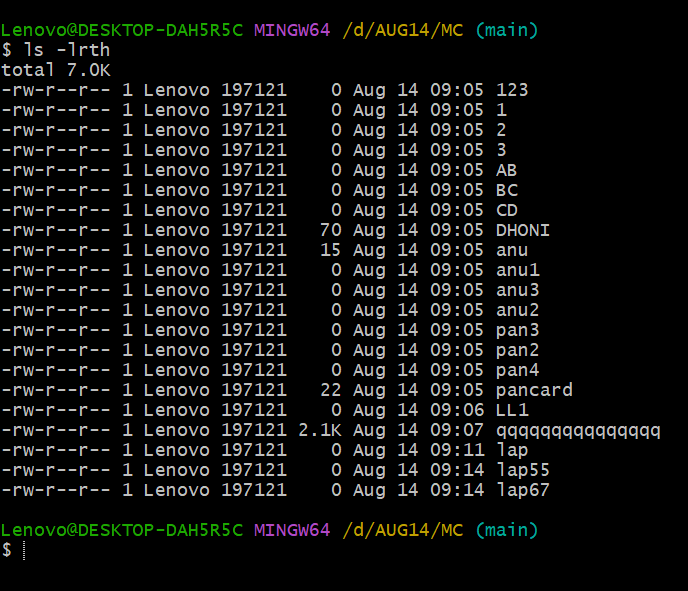 Lenovo@DESKTOP-DAH5R5C MINGW64 /d/AUG14/MC (main)
$ ls -lrth
total 7.0K
-rw-r--r-- 1 Lenovo 197121    0 Aug 14 09:05 123
-rw-r--r-- 1 Lenovo 197121    0 Aug 14 09:05 1
-rw-r--r-- 1 Lenovo 197121    0 Aug 14 09:05 2
-rw-r--r-- 1 Lenovo 197121    0 Aug 14 09:05 3
-rw-r--r-- 1 Lenovo 197121    0 Aug 14 09:05 AB
-rw-r--r-- 1 Lenovo 197121    0 Aug 14 09:05 BC
-rw-r--r-- 1 Lenovo 197121    0 Aug 14 09:05 CD
-rw-r--r-- 1 Lenovo 197121   70 Aug 14 09:05 DHONI
-rw-r--r-- 1 Lenovo 197121   15 Aug 14 09:05 anu
-rw-r--r-- 1 Lenovo 197121    0 Aug 14 09:05 anu1
-rw-r--r-- 1 Lenovo 197121    0 Aug 14 09:05 anu3
-rw-r--r-- 1 Lenovo 197121    0 Aug 14 09:05 anu2
-rw-r--r-- 1 Lenovo 197121    0 Aug 14 09:05 pan3
-rw-r--r-- 1 Lenovo 197121    0 Aug 14 09:05 pan2
-rw-r--r-- 1 Lenovo 197121    0 Aug 14 09:05 pan4
-rw-r--r-- 1 Lenovo 197121   22 Aug 14 09:05 pancard
-rw-r--r-- 1 Lenovo 197121    0 Aug 14 09:06 LL1
-rw-r--r-- 1 Lenovo 197121 2.1K Aug 14 09:07 qqqqqqqqqqqqqqq
-rw-r--r-- 1 Lenovo 197121    0 Aug 14 09:11 lap
-rw-r--r-- 1 Lenovo 197121    0 Aug 14 09:14 lap55
-rw-r--r-- 1 Lenovo 197121    0 Aug 14 09:14 lap67
Lenovo@DESKTOP-DAH5R5C MINGW64 /d/AUG14/MC (main)
$